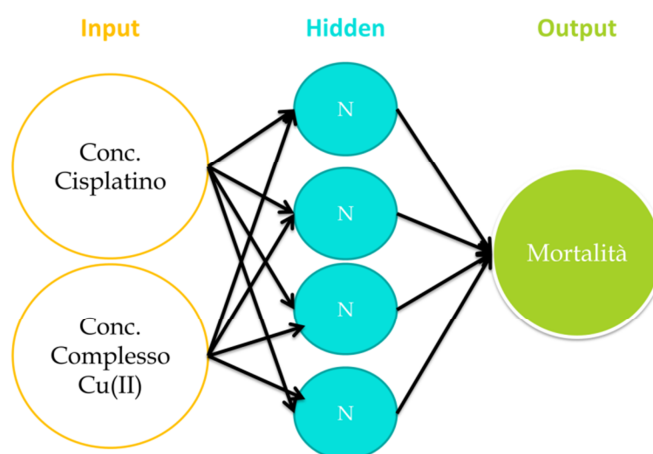 Input
Hidden
Output
Conc.
Cisplatino
Conc.
Complesso
Cu(II)
N
N
N
N
Mortalità